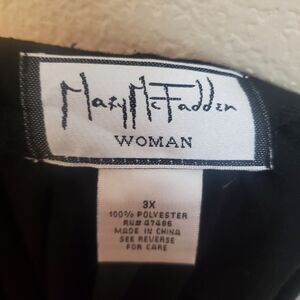 Mary McFadden
WOMAN
3X
100% POLYESTER
RN# 47486
MADE IN CHINA
SEE REVERSE
FOR CARE